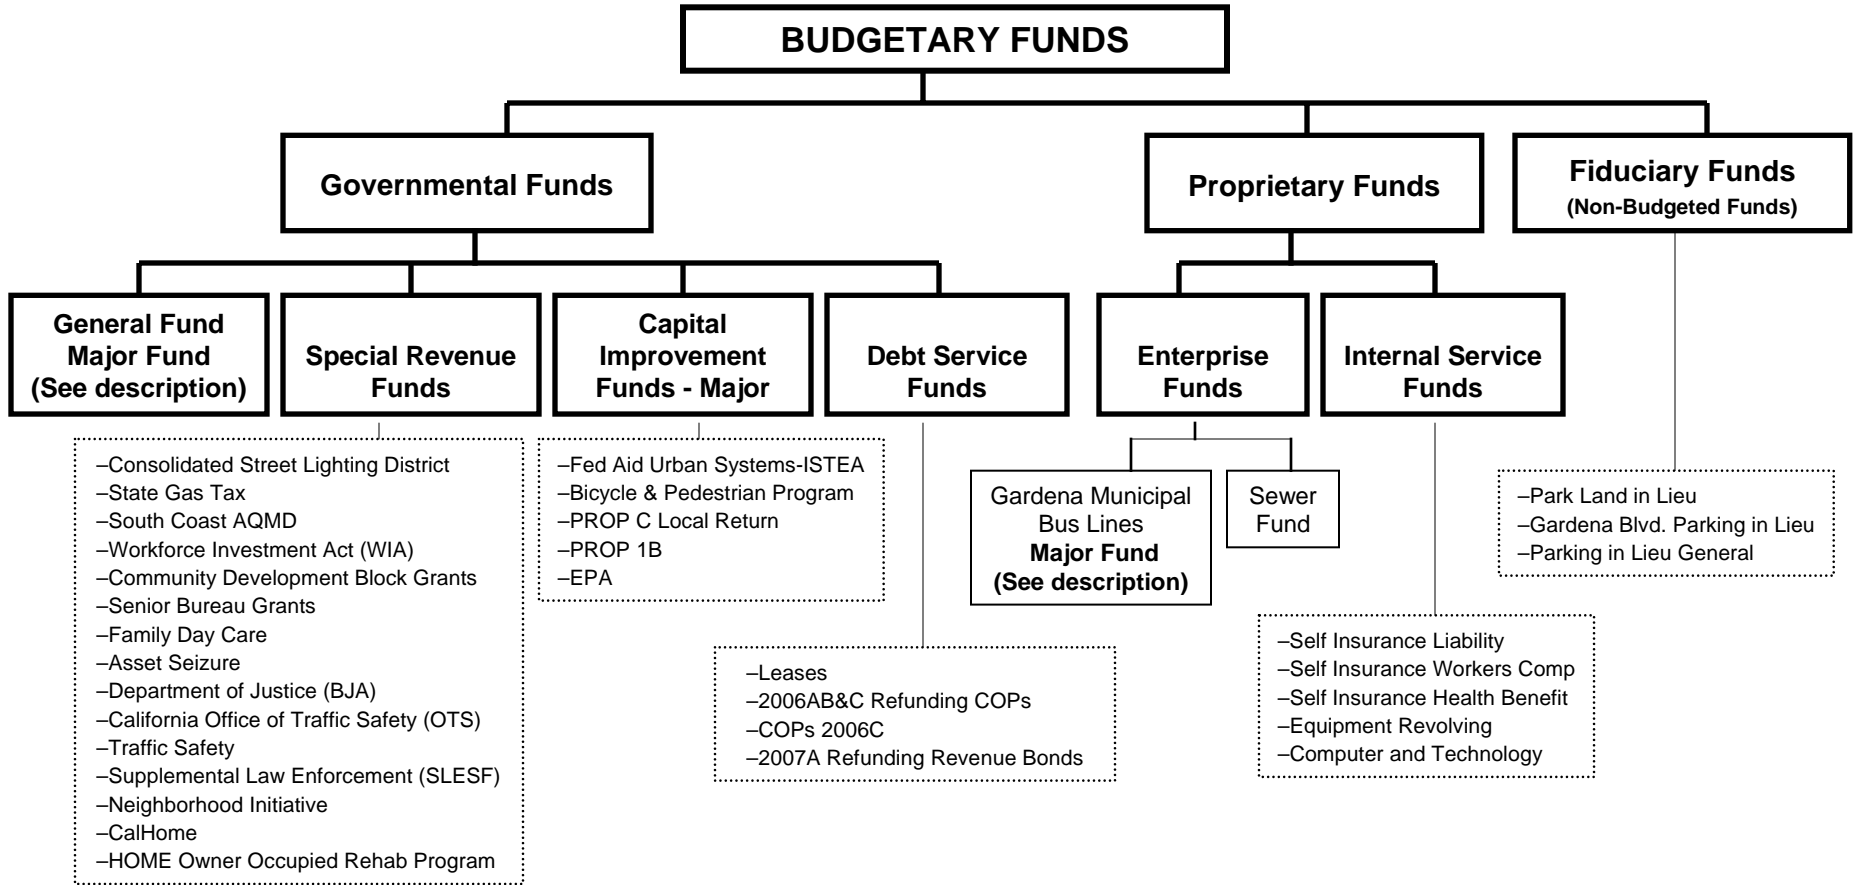 BUDGETARY FUNDS
Governmental Funds
Proprietary Funds
Fiduciary Funds
(Non-Budgeted Funds)
General Fund
Major Fund
(See description)
Special Revenue
Funds
Capital
Improvement
Funds - Major
Debt Service
Funds
Enterprise
Funds
Internal Service
Funds
–Consolidated Street Lighting District
–State Gas Tax
–South Coast AQMD
–Workforce Investment Act (WIA)
–Community Development Block Grants
–Senior Bureau Grants
–Family Day Care
–Asset Seizure
–Department of Justice (BJA)
–California Office of Traffic Safety (OTS)
–Traffic Safety
–Supplemental Law Enforcement (SLESF)
–Neighborhood Initiative
–CalHome
–HOME Owner Occupied Rehab Program
–Fed Aid Urban Systems-ISTEA
–Bicycle & Pedestrian Program
–PROP C Local Return
–PROP 1B
–EPA
–Leases
–2006AB&C Refunding COPs
–COPs 2006C
–2007A Refunding Revenue Bonds
Gardena Municipal
Bus Lines
Major Fund
(See description)
Sewer
Fund
–Self Insurance Liability
–Self Insurance Workers Comp
–Self Insurance Health Benefit
–Equipment Revolving
–Computer and Technology
–Park Land in Lieu
–Gardena Blvd. Parking in Lieu
–Parking in Lieu General